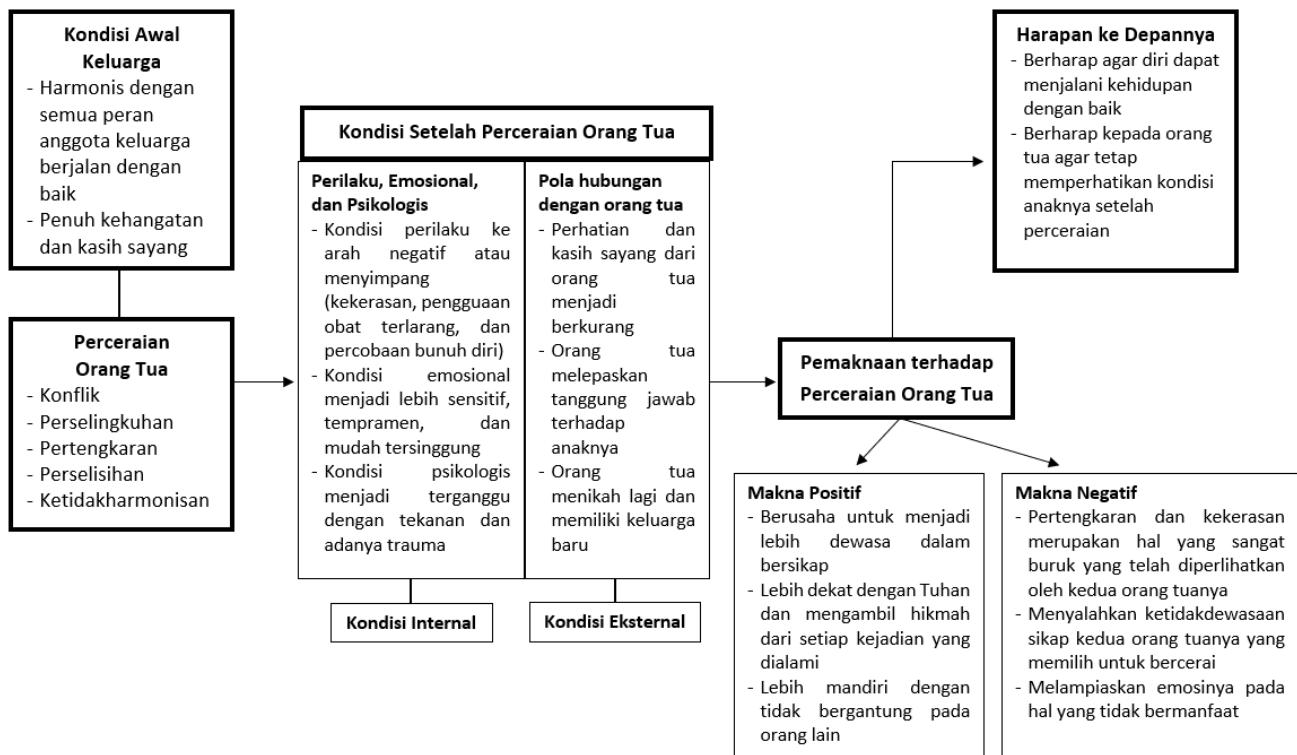 Kondisi Awal
Keluarga
- Harmonis dengan
semua peran
anggota keluarga
berjalan dengan
baik
- Penuh kehangatan
dan kasih sayang
Perceraian
Orang Tua
- Konflik
- Perselingkuhan
- Pertengkaran
- Perselisihan
- Ketidakharmonisan
Kondisi Setelah Perceraian Orang Tua
Perilaku, Emosional,
dan Psikologis
- Kondisi perilaku ke
arah negatif atau
menyimpang
(kekerasan, pengguaan
obat terlarang, dan
percobaan bunuh diri)
- Kondisi emosional
menjadi lebih sensitif,
tempramen, dan
mudah tersinggung
- Kondisi psikologis
menjadi terganggu
dengan tekanan dan
adanya trauma
Kondisi Internal
Pola hubungan
dengan orang tua
- Perhatian dan
kasih sayang dari
orang tua
menjadi
berkurang
- Orang tua
melepaskan
tanggung jawab
terhadap
anaknya
- Orang tua
menikah lagi dan
memiliki keluarga
baru
Kondisi Eksternal
Pemaknaan terhadap
Perceraian Orang Tua
Harapan ke Depannya
- Berharap agar diri dapat
menjalani kehidupan
dengan baik
- Berharap kepada orang
tua agar tetap
memperhatikan kondisi
anaknya setelah
perceraian
Makna Positif
- Berusaha untuk menjadi
lebih dewasa dalam
bersikap
- Lebih dekat dengan Tuhan
dan mengambil hikmah
dari setiap kejadian yang
dialami
- Lebih mandiri dengan
tidak bergantung pada
orang lain
Makna Negatif
- Pertengkaran dan kekerasan
merupakan hal yang sangat
buruk yang telah diperlihatkan
oleh kedua orang tuanya
- Menyalahkan ketidakdewasaan
sikap kedua orang tuanya yang
memilih untuk bercerai
- Melampiaskan emosinya pada
hal yang tidak bermanfaat